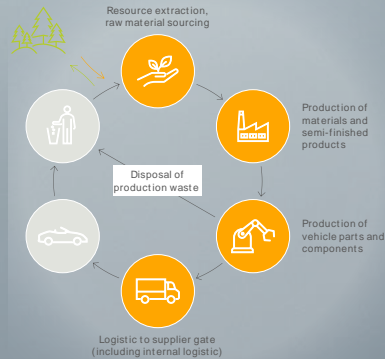 Resource extraction,
raw material sourcing
Production of
materials and
semi-finished
products
Disposal of
production waste
Production of
vehicle parts and
components
Logistic to supplier gate
(including internal logistic)